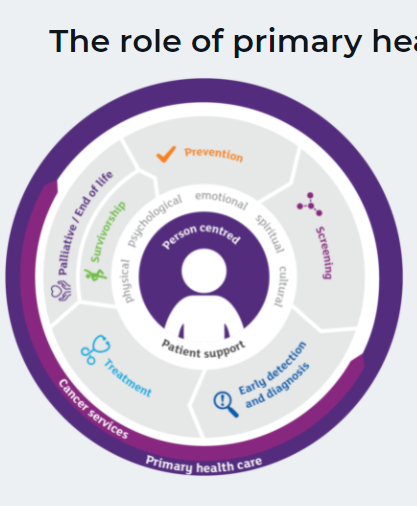 The role of primary hea
Prevention
Screening
Early detection
and diagnosis
Treatment
Survivorship
Palliative / End of life
physical psychological emotional spiritual cultural
Person centred
Patient support
Cancer services
Primary health care